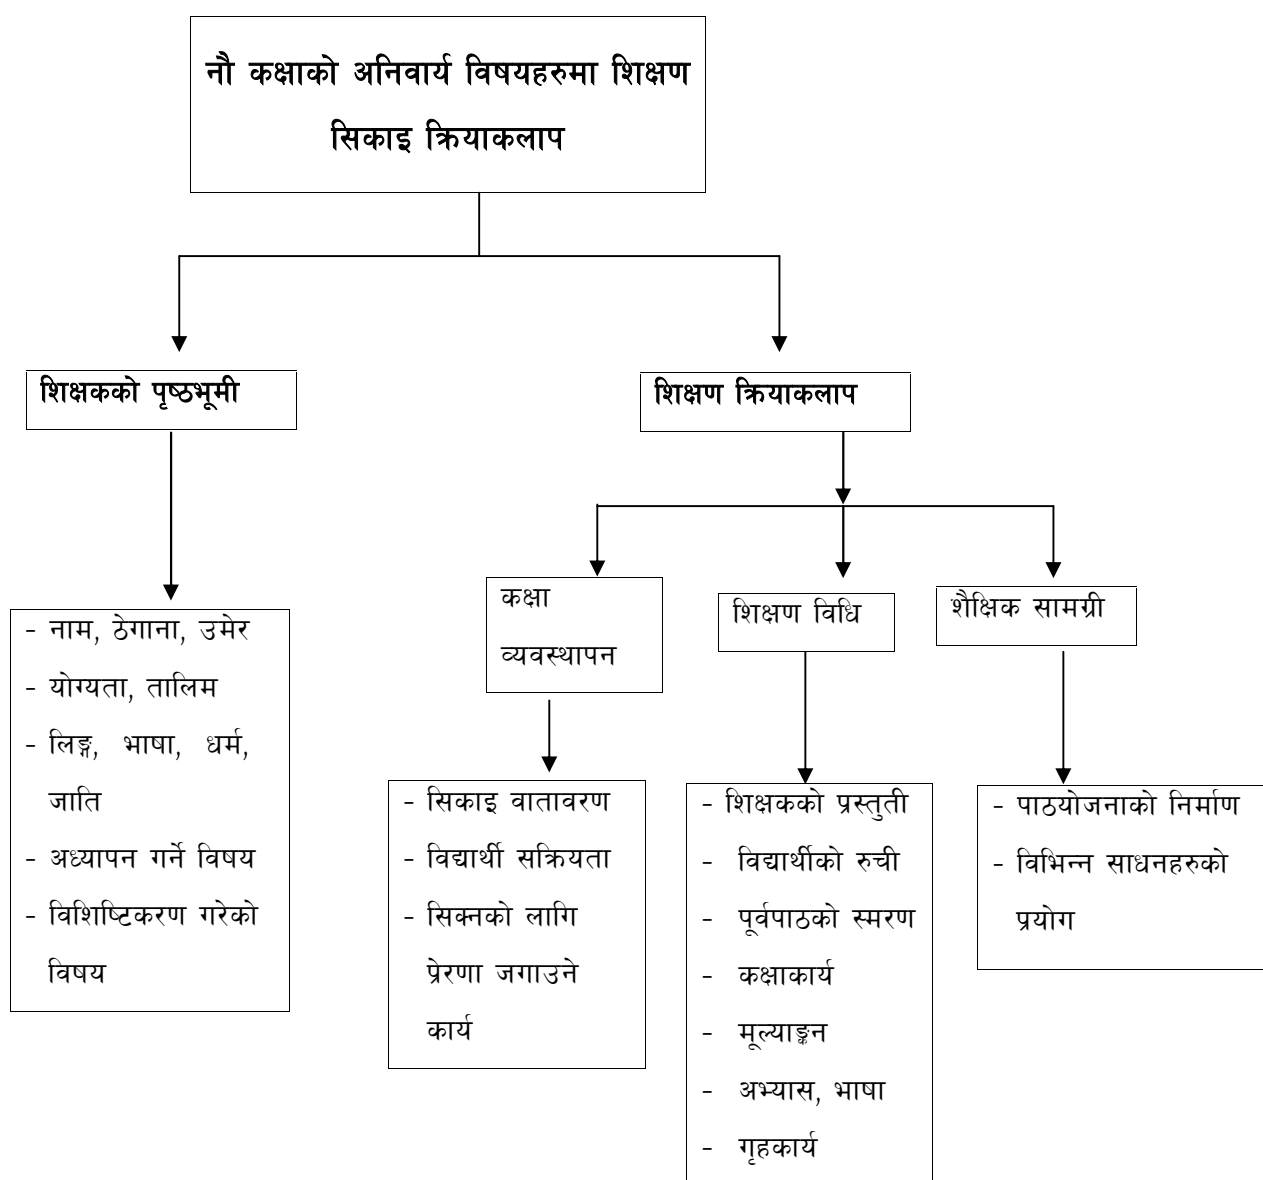 नौ कक्षाको अनिवार्य विषयहरुमा शिक्षण
सिकाइ क्रियाकलाप
शिक्षकको पृष्ठभूमी
शिक्षण क्रियाकलाप
- नाम, ठेगाना, उमेर
- योग्यता, तालिम
- लिङ्ग, भाषा, धर्म,
जाति
- अध्यापन गर्ने विषय
- विशिष्टिकरण गरेको
विषय
कक्षा
व्यवस्थापन
शिक्षण विधि
शैक्षिक सामग्री
- सिकाइ वातावरण
- विद्यार्थी सक्रियता
- सिक्नको लागि
प्रेरणा जगाउने
कार्य
- शिक्षकको प्रस्तुती
- विद्यार्थीको रुची
- पूर्वपाठको स्मरण
- कक्षाकार्य
- मूल्याङ्कन
- अभ्यास, भाषा
- गृहकार्य
- पाठयोजनाको निर्माण
- विभिन्न साधनहरुको
प्रयोग